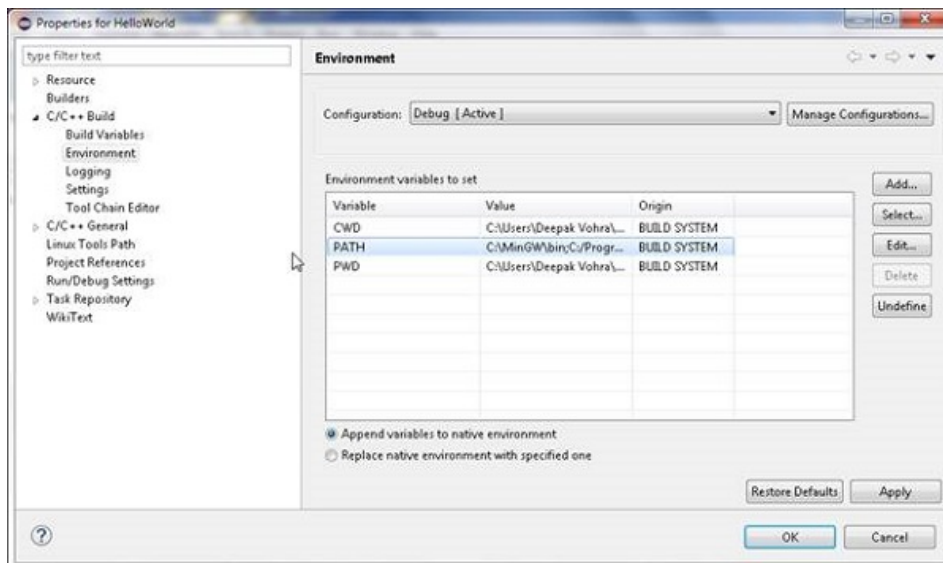 Properties for HelloWorld
type filter text
Resource
Builders
C/C++ Build
Build Variables
Environment
Logging
Settings
Tool Chain Editor
C/C++ General
Linux Tools Path
Project References
Run/Debug Settings
Task Repository
WikiText
Environment
Configuration: Debug [ Active ] Manage Configurations...
Environment variables to set
Variable Value Origin
CWD C:\Users\Deepak Vohra\... BUILD SYSTEM
PATH C:\MinGW\bin;C:/Progr... BUILD SYSTEM
PWD C:\Users\Deepak Vohra\... BUILD SYSTEM
Add...
Select...
Edit...
Delete
Undefine
Append variables to native environment
Replace native environment with specified one
Restore Defaults Apply
OK Cancel